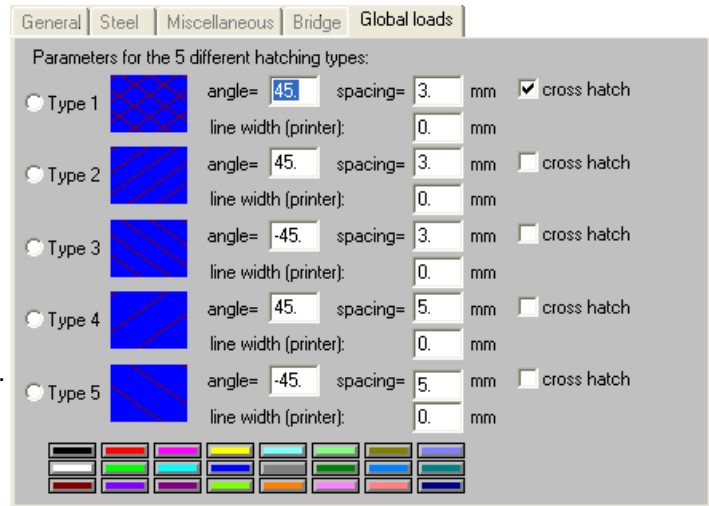 General Steel Miscellaneous Bridge Global loads
Parameters for the 5 different hatching types:
Type 1 angle= 45. spacing= 3. mm cross hatch
line width (printer): 0. mm
Type 2 angle= 45. spacing= 3. mm cross hatch
line width (printer): 0. mm
Type 3 angle= -45. spacing= 3. mm cross hatch
line width (printer): 0. mm
Type 4 angle= 45. spacing= 5. mm cross hatch
line width (printer): 0. mm
Type 5 angle= -45. spacing= 5. mm cross hatch
line width (printer): 0. mm